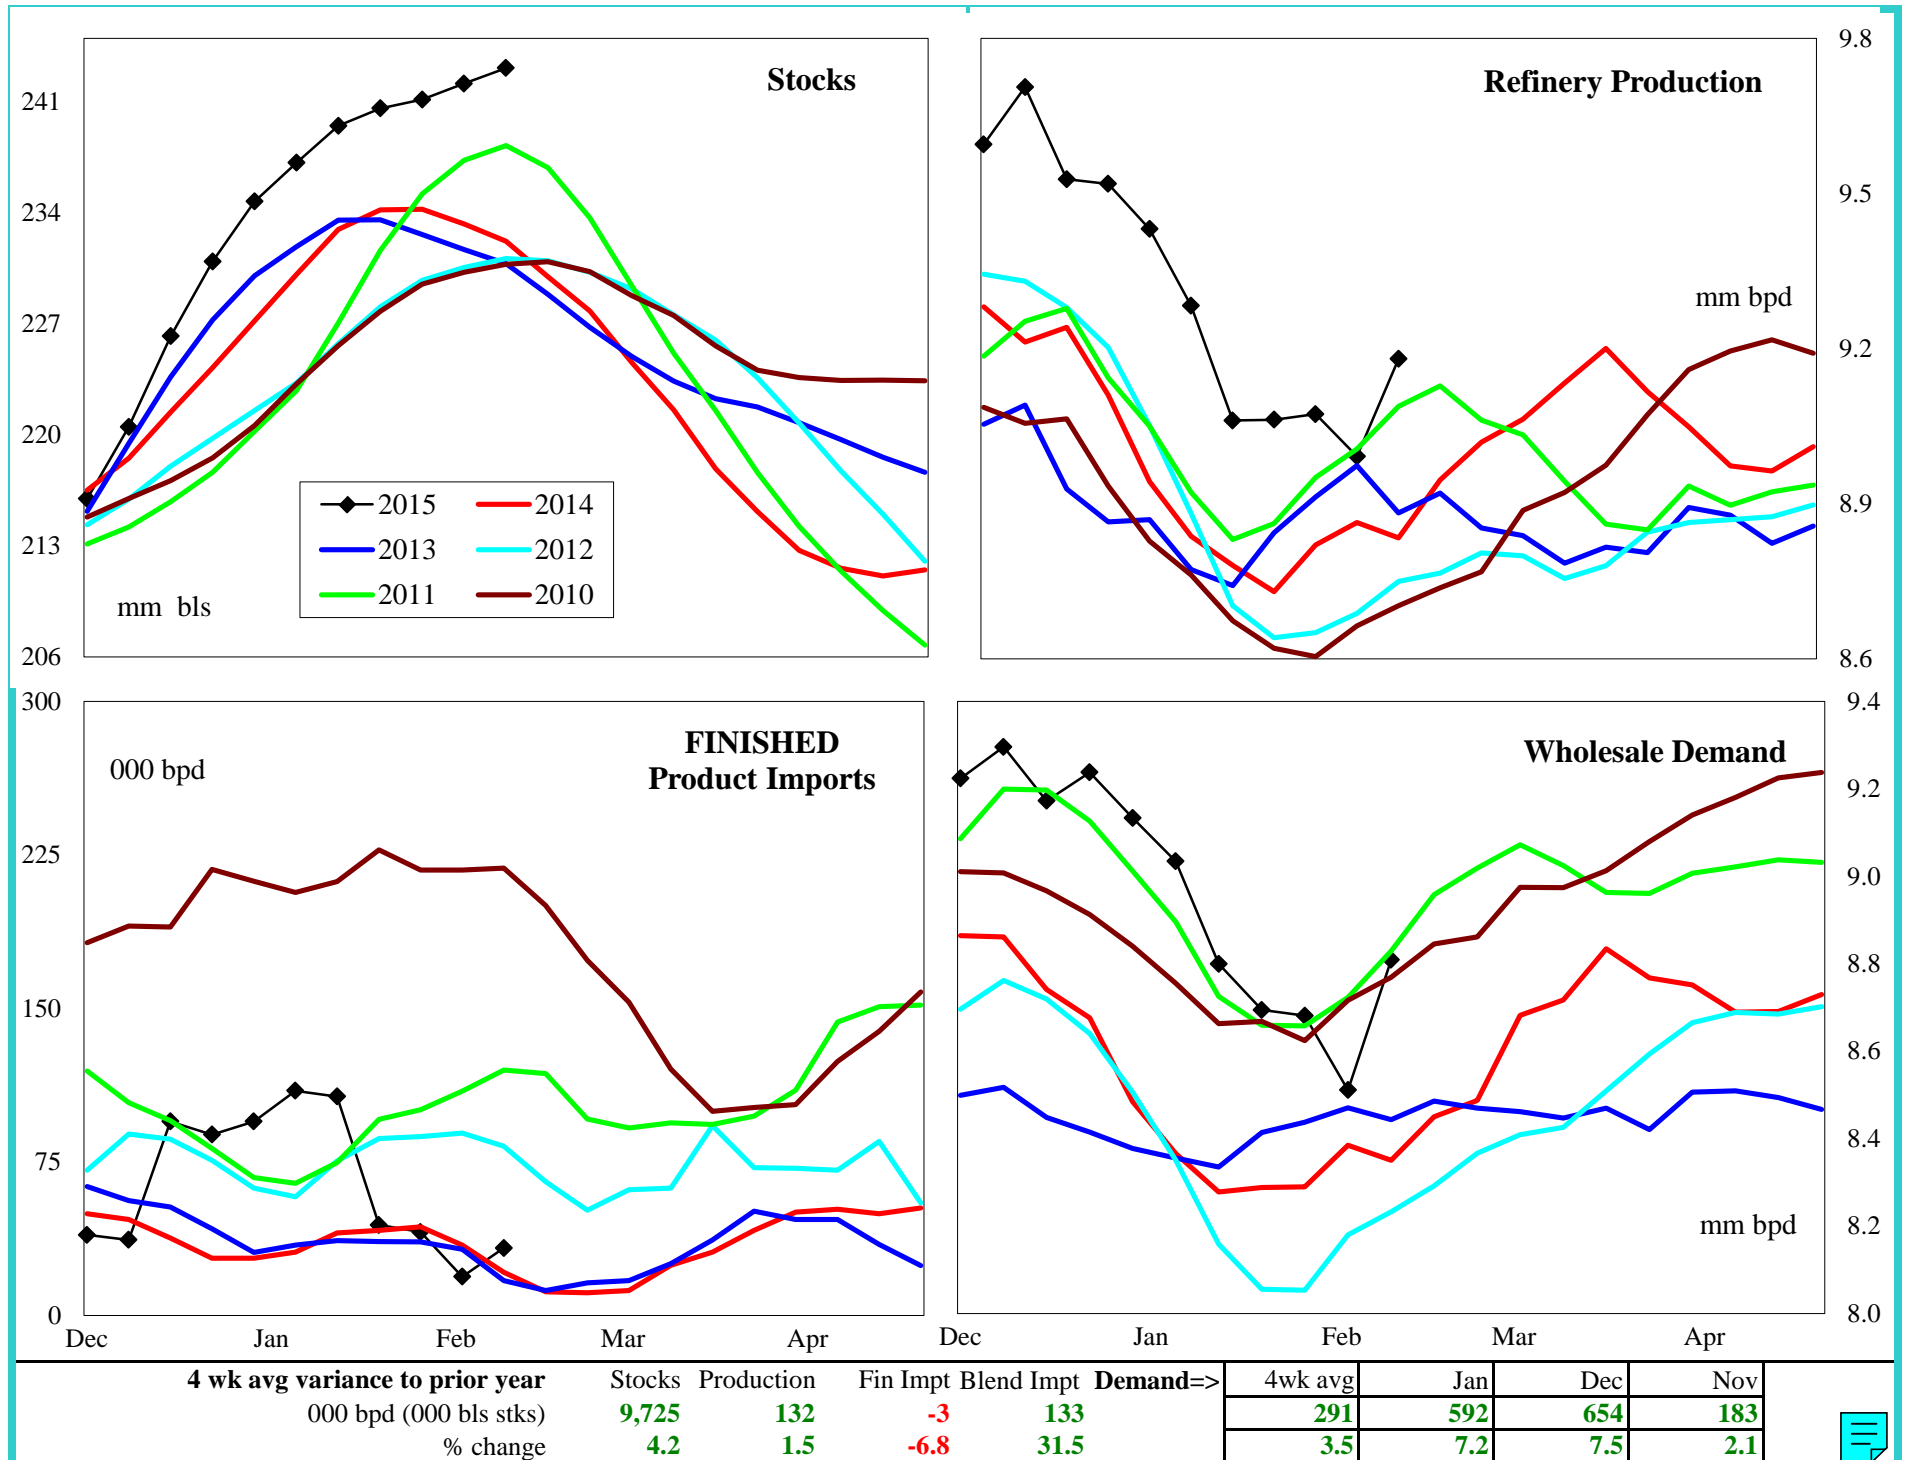 Stocks
241
234
227
220
213
206
2015 2014
2013 2012
2011 2010
mm bls
Refinery Production
mm bpd
9.8
9.5
9.2
8.9
8.6
FINISHED
Product Imports
000 bpd
300
225
150
75
0
Dec Jan Feb Mar Apr
Wholesale Demand
mm bpd
9.4
9.2
9.0
8.8
8.6
8.4
8.2
8.0
Dec Jan Feb Mar Apr
4 wk avg variance to prior year Stocks Production Fin Impt Blend Impt Demand=> 4wk avg Jan Dec Nov
000 bpd (000 bls stks) 9,725 132 -3 133 291 592 654 183
% change 4.2 1.5 -6.8 31.5 3.5 7.2 7.5 2.1